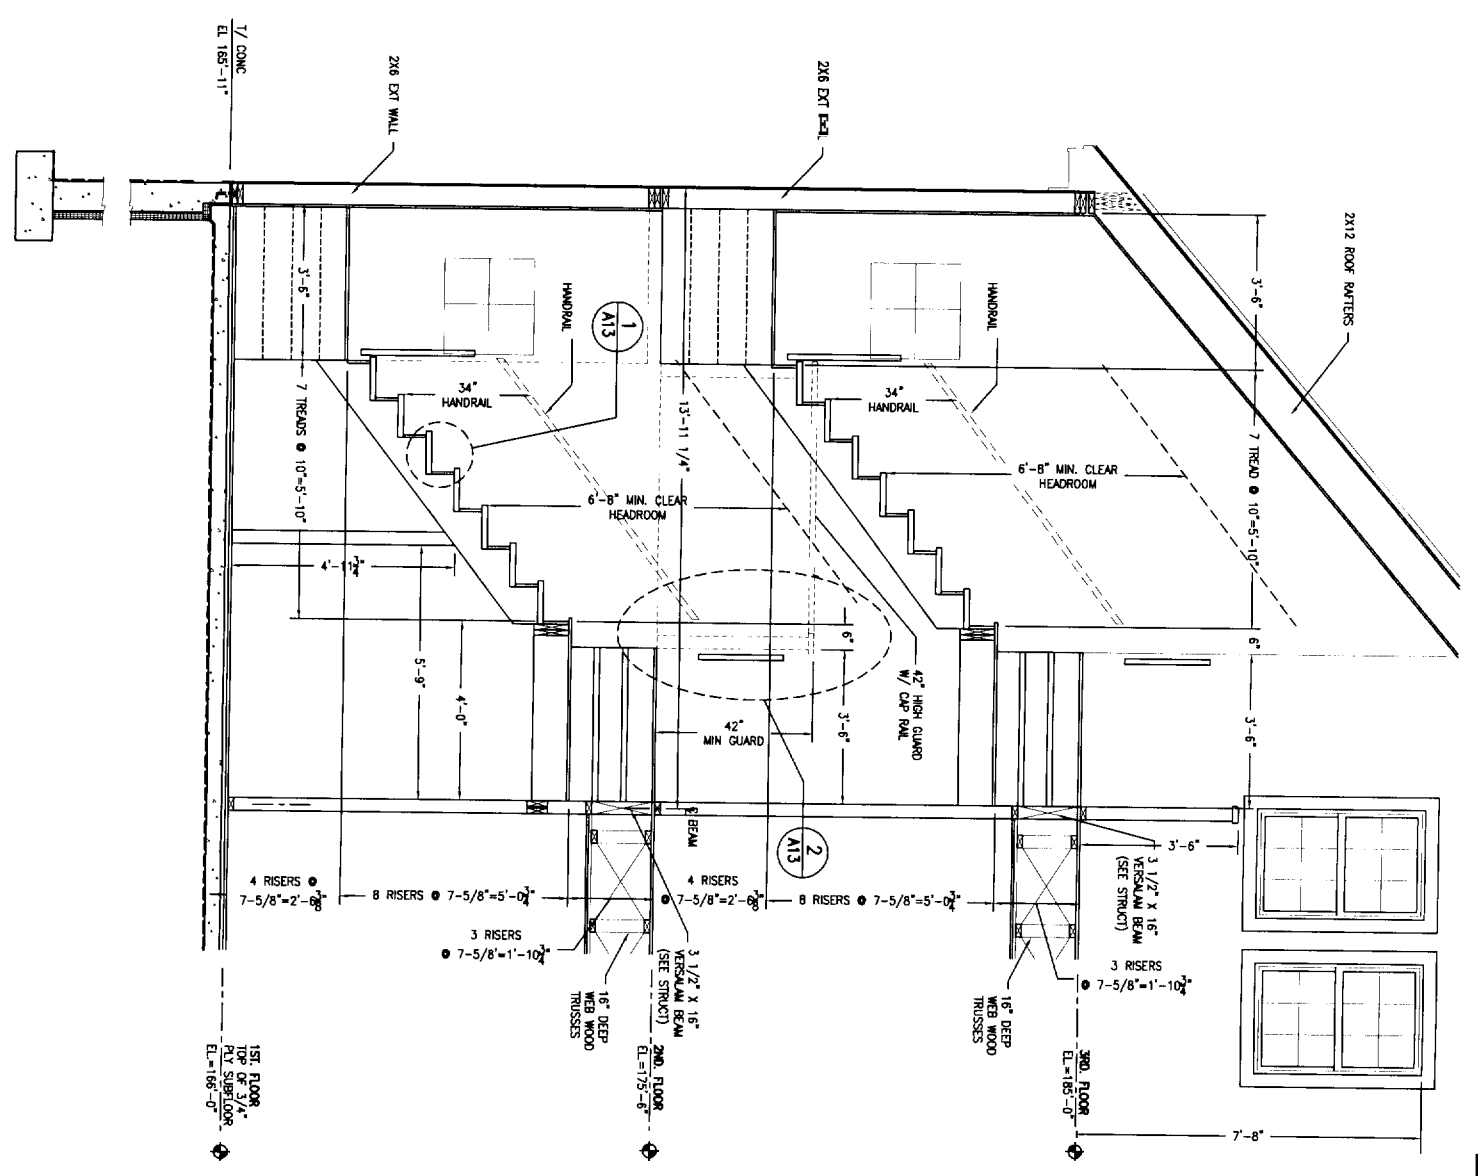 T/ CONC
EL 165'-11"
2X6 EXT WALL
2X6 EXT
2X12 ROOF RAFTERS
3'-6"
3'-6"
HANDRAIL
HANDRAIL
1
A13
34"
HANDRAIL
34"
HANDRAIL
7 TREADS @ 10"=5'-10"
13'-11 1/4"
7 TREAD @ 10"=5'-10"
6'-8" MIN. CLEAR
HEADROOM
6'-8" MIN. CLEAR
HEADROOM
4'-11 3/4"
5'-9"
4'-0"
6"
6"
42" HIGH GUARD
W/ CAP RAIL
42"
MIN GUARD
3'-6"
3'-6"
3'-6"
2
A13
℄ BEAM
4 RISERS @
7-5/8"=2'-6 3/8"
8 RISERS @ 7-5/8"=5'-0 3/4"
4 RISERS
@ 7-5/8"=2'-6 3/8"
8 RISERS @ 7-5/8"=5'-0 3/4"
3 RISERS
@ 7-5/8'=1'-10 3/4"
3 RISERS
@ 7-5/8"=1'-10 3/4"
3 1/2" X 16"
VERSALAM BEAM
(SEE STRUCT)
3 1/2" X 16"
VERSALAM BEAM
(SEE STRUCT)
16" DEEP
WEB WOOD
TRUSSES
16" DEEP
WEB WOOD
TRUSSES
1ST. FLOOR
TOP OF 3/4"
PLY SUBFLOOR
EL=166'-0"
2ND. FLOOR
EL=175'-6"
3RD. FLOOR
EL=185'-0"
7'-8"